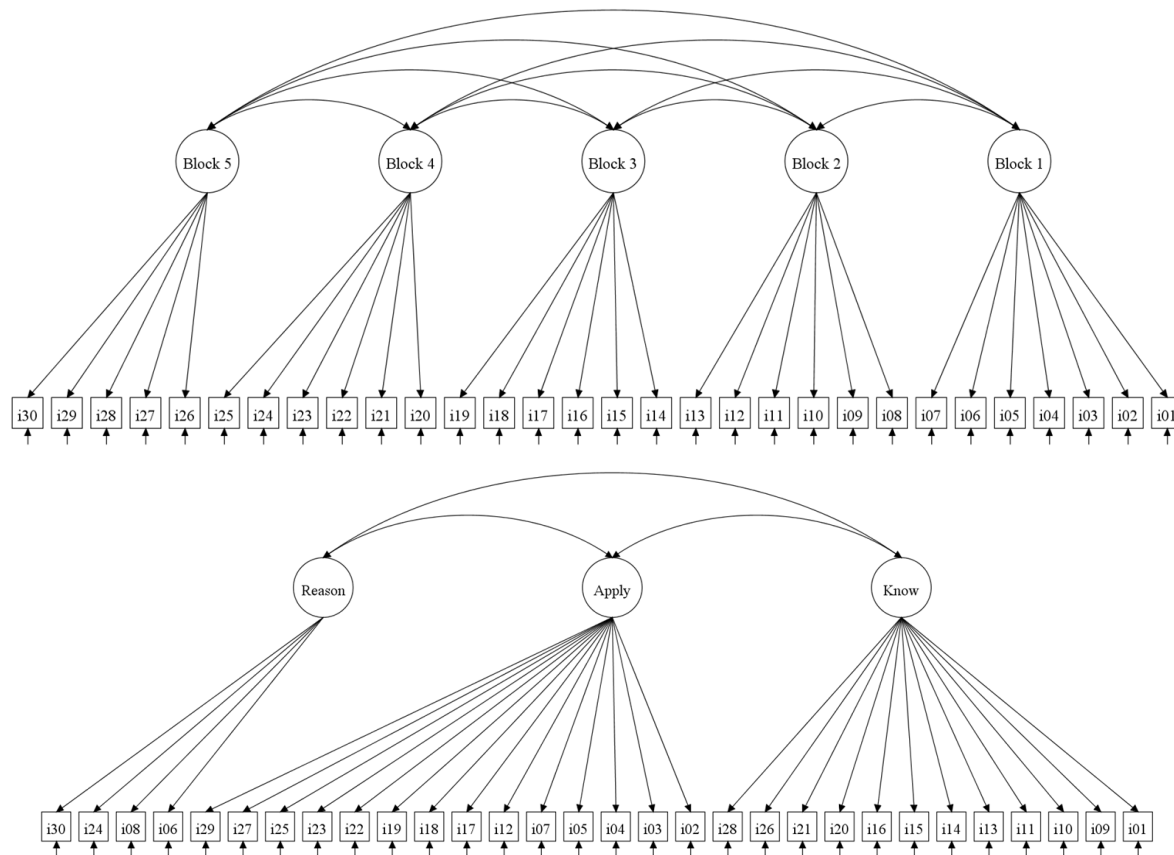 Block 5 Block 4 Block 3 Block 2 Block 1
i30 i29 i28 i27 i26 i25 i24 i23 i22 i21 i20 i19 i18 i17 i16 i15 i14 i13 i12 i11 i10 i09 i08 i07 i06 i05 i04 i03 i02 i01
Reason Apply Know
i30 i24 i08 i06 i29 i27 i25 i23 i22 i19 i18 i17 i12 i07 i05 i04 i03 i02 i28 i26 i21 i20 i16 i15 i14 i13 i11 i10 i09 i01